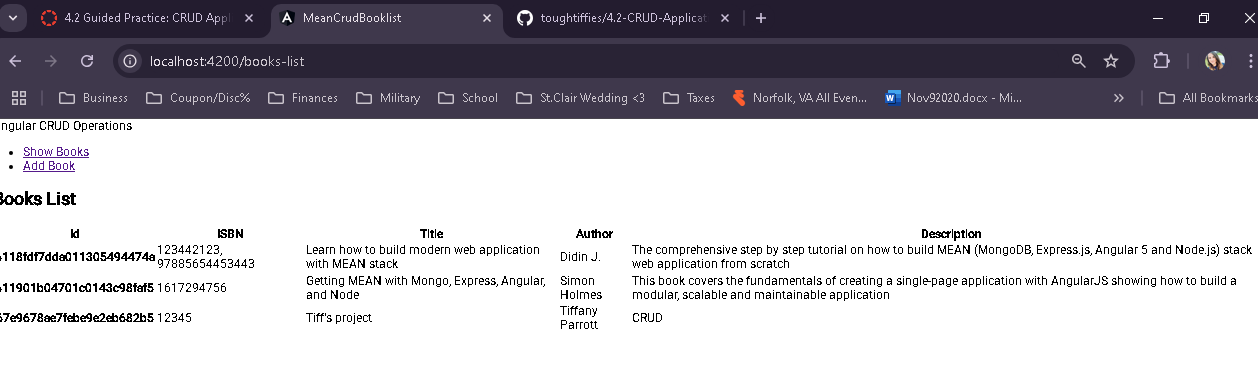 4.2 Guided Practice: CRUD Appl
MeanCrudBooklist
toughtiffies/4.2-CRUD-Applicat
localhost:4200/books-list
Business
Coupon/Disc%
Finances
Military
School
St.Clair Wedding <3
Taxes
Norfolk, VA All Even...
Nov92020.docx - Mi...
All Bookmarks
ngular CRUD Operations
Show Books
Add Book
Books List
Id ISBN Title Author Description
4118fdf7dda011305494474a 123442123, 97885654453443 Learn how to build modern web application with MEAN stack Didin J. The comprehensive step by step tutorial on how to build MEAN (MongoDB, Express.js, Angular 5 and Node.js) stack web application from scratch
411901b04701c0143c98faf5 1617294756 Getting MEAN with Mongo, Express, Angular, and Node Simon Holmes This book covers the fundamentals of creating a single-page application with AngularJS showing how to build a modular, scalable and maintainable application
67e9678ae7febe9e2eb682b5 12345 Tiff's project Tiffany Parrott CRUD